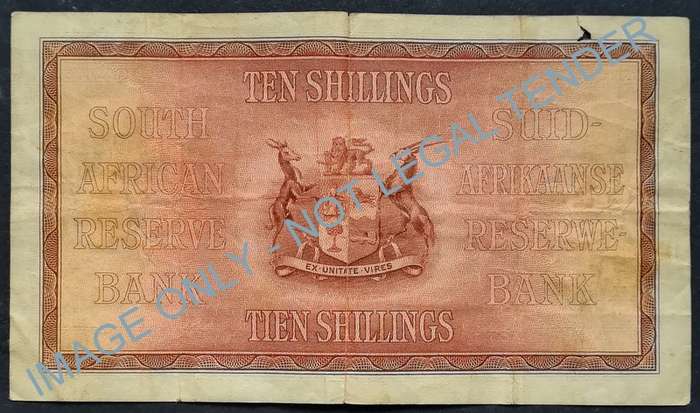 TEN SHILLINGS
SOUTH
AFRICAN
RESERVE
BANK
SUID-
AFRIKAANSE
RESERWE-
BANK
EX·UNITATE·VIRES
TIEN SHILLINGS
IMAGE ONLY - NOT LEGAL TENDER